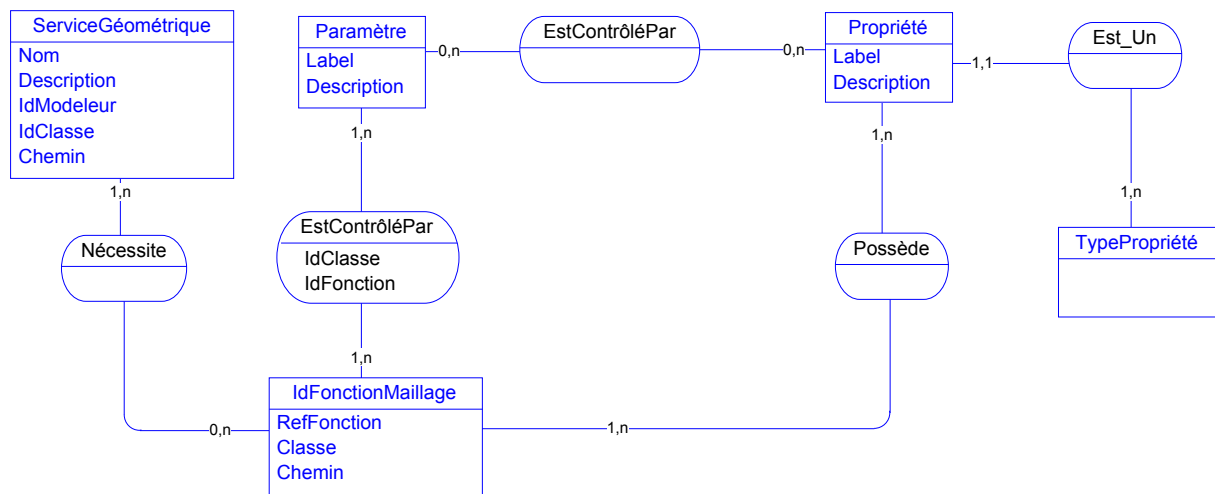 ServiceGéométrique
Nom
Description
IdModeleur
IdClasse
Chemin
Paramètre
Label
Description
0,n
EstContrôléPar
0,n
Propriété
Label
Description
1,1
Est_Un
1,n
1,n
1,n
1,n
Nécessite
EstContrôléPar
IdClasse
IdFonction
Possède
TypePropriété
1,n
IdFonctionMaillage
RefFonction
Classe
Chemin
0,n
1,n